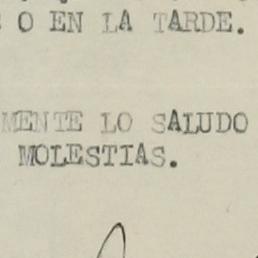 O EN LA TARDE.
MENTE LO SALUDO
MOLESTIAS.